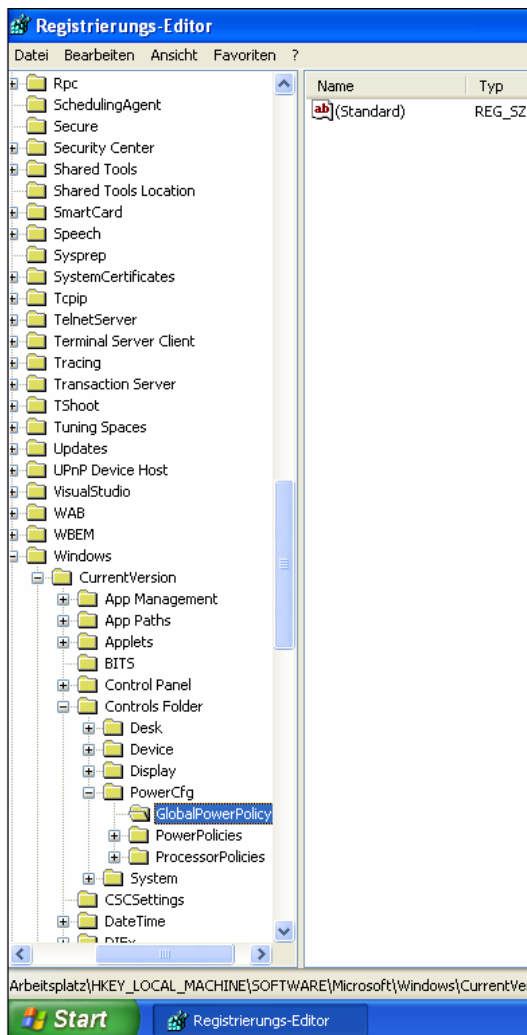 Registrierungs-Editor
Datei Bearbeiten Ansicht Favoriten ?
Rpc
SchedulingAgent
Secure
Security Center
Shared Tools
Shared Tools Location
SmartCard
Speech
Sysprep
SystemCertificates
Tcpip
TelnetServer
Terminal Server Client
Tracing
Transaction Server
TShoot
Tuning Spaces
Updates
UPnP Device Host
VisualStudio
WAB
WBEM
Windows
CurrentVersion
App Management
App Paths
Applets
BITS
Control Panel
Controls Folder
Desk
Device
Display
PowerCfg
GlobalPowerPolicy
PowerPolicies
ProcessorPolicies
System
CSCSettings
DateTime
Name Typ
ab (Standard) REG_SZ
Arbeitsplatz\HKEY_LOCAL_MACHINE\SOFTWARE\Microsoft\Windows\CurrentVe
Start Registrierungs-Editor